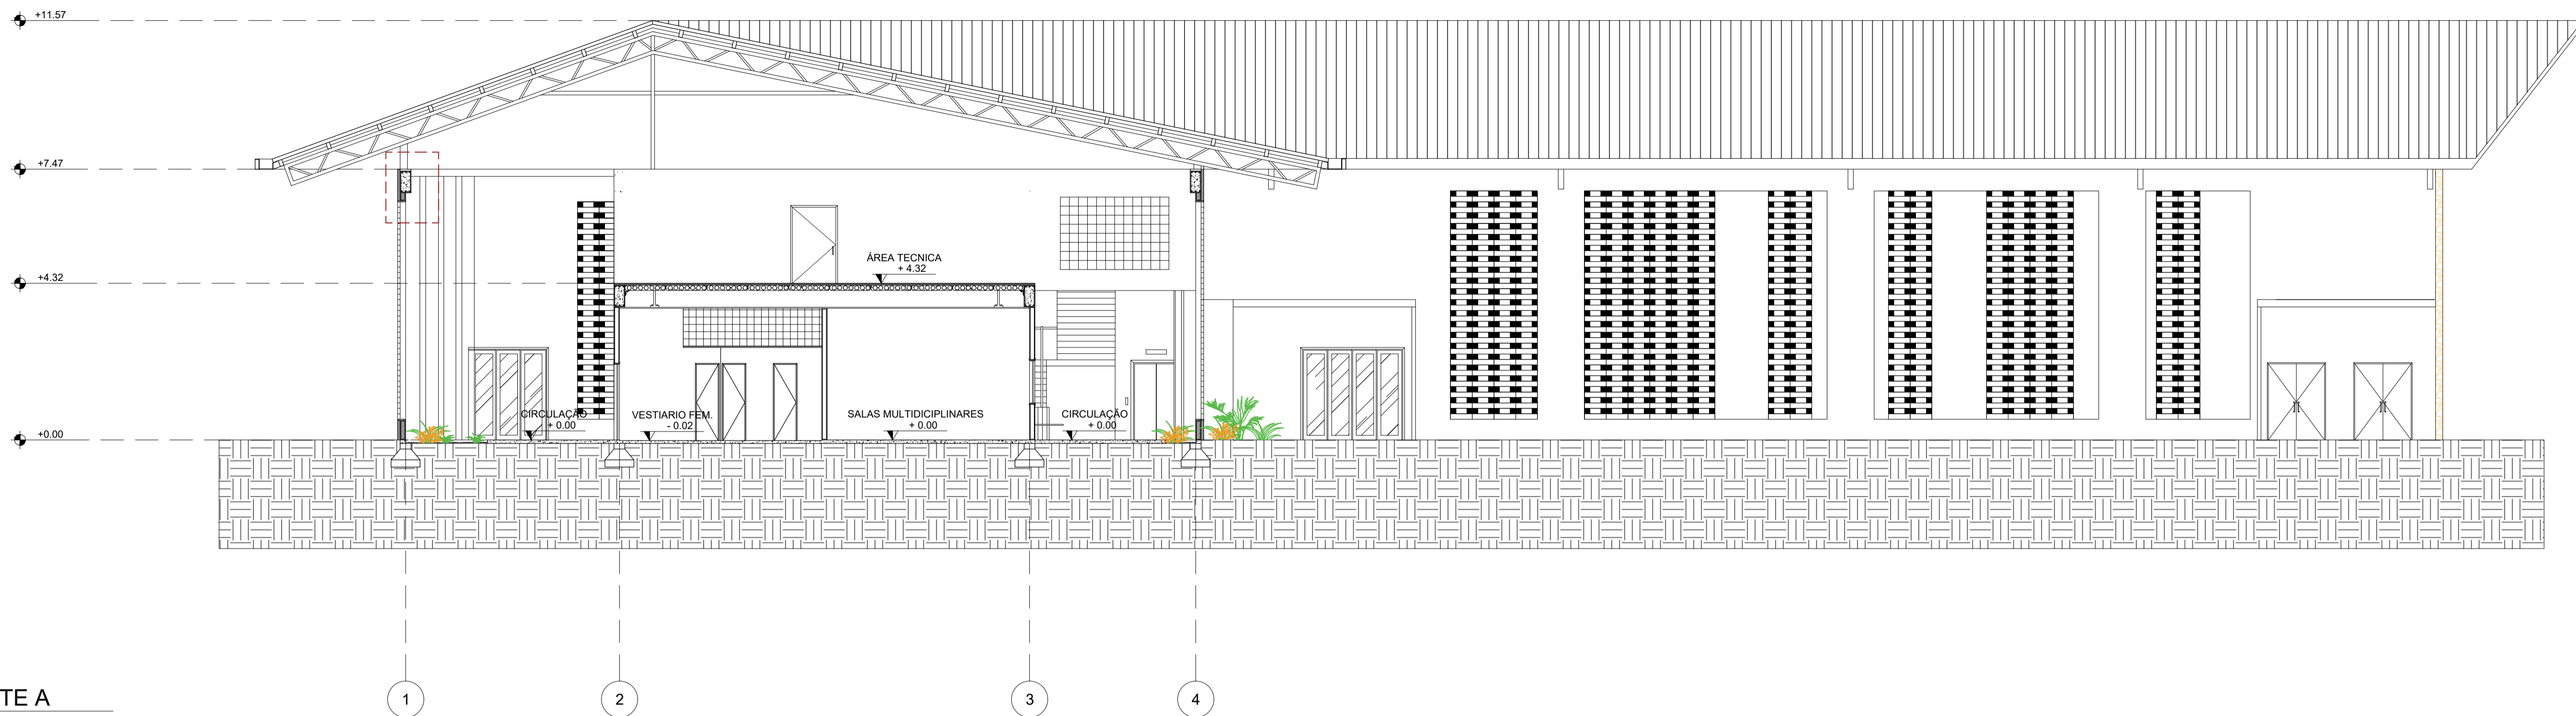 +11.57
+7.47
+4.32
+0.00
ÁREA TECNICA
+ 4.32
CIRCULAÇÃO
+ 0.00
VESTIARIO FEM.
- 0.02
SALAS MULTIDICIPLINARES
+ 0.00
CIRCULAÇÃO
+ 0.00
TE A
1
2
3
4